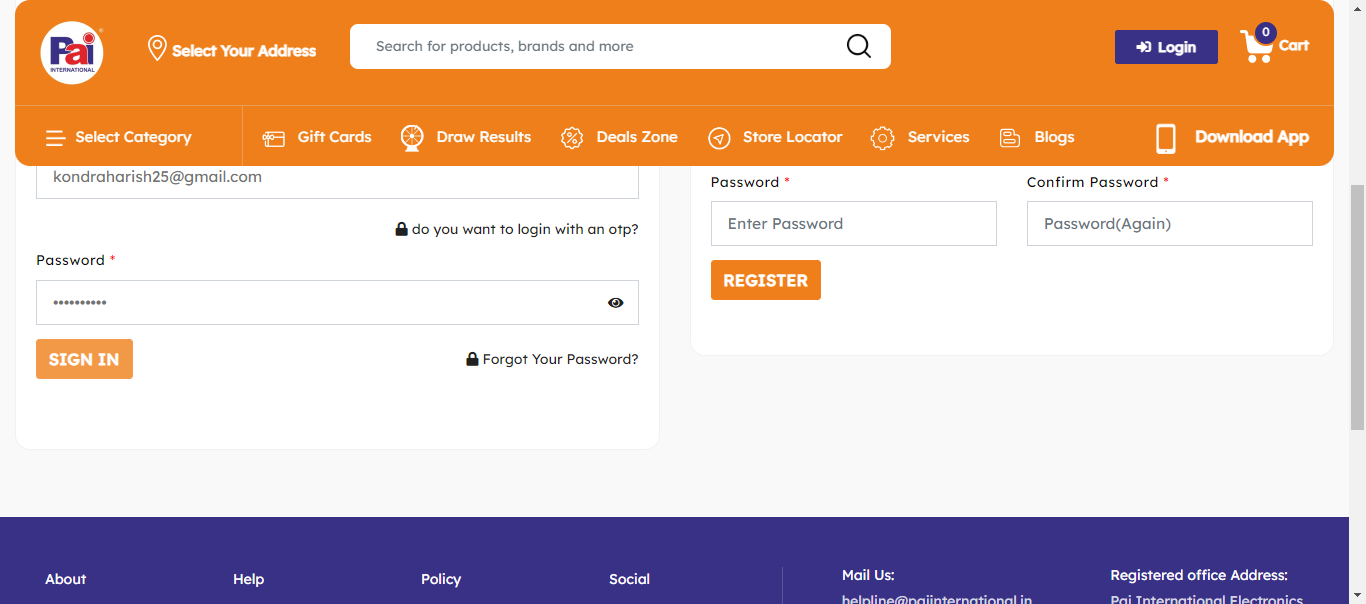 Pai
INTERNATIONAL
Select Your Address
Search for products, brands and more
Login
0
Cart
Select Category
Gift Cards
Draw Results
Deals Zone
Store Locator
Services
Blogs
Download App
kondraharish25@gmail.com
do you want to login with an otp?
Password *
••••••••••
SIGN IN
Forgot Your Password?
Password *
Confirm Password *
Enter Password
Password(Again)
REGISTER
About
Help
Policy
Social
Mail Us:
helpline@paiinternational.in
Registered office Address:
Pai International Electronics